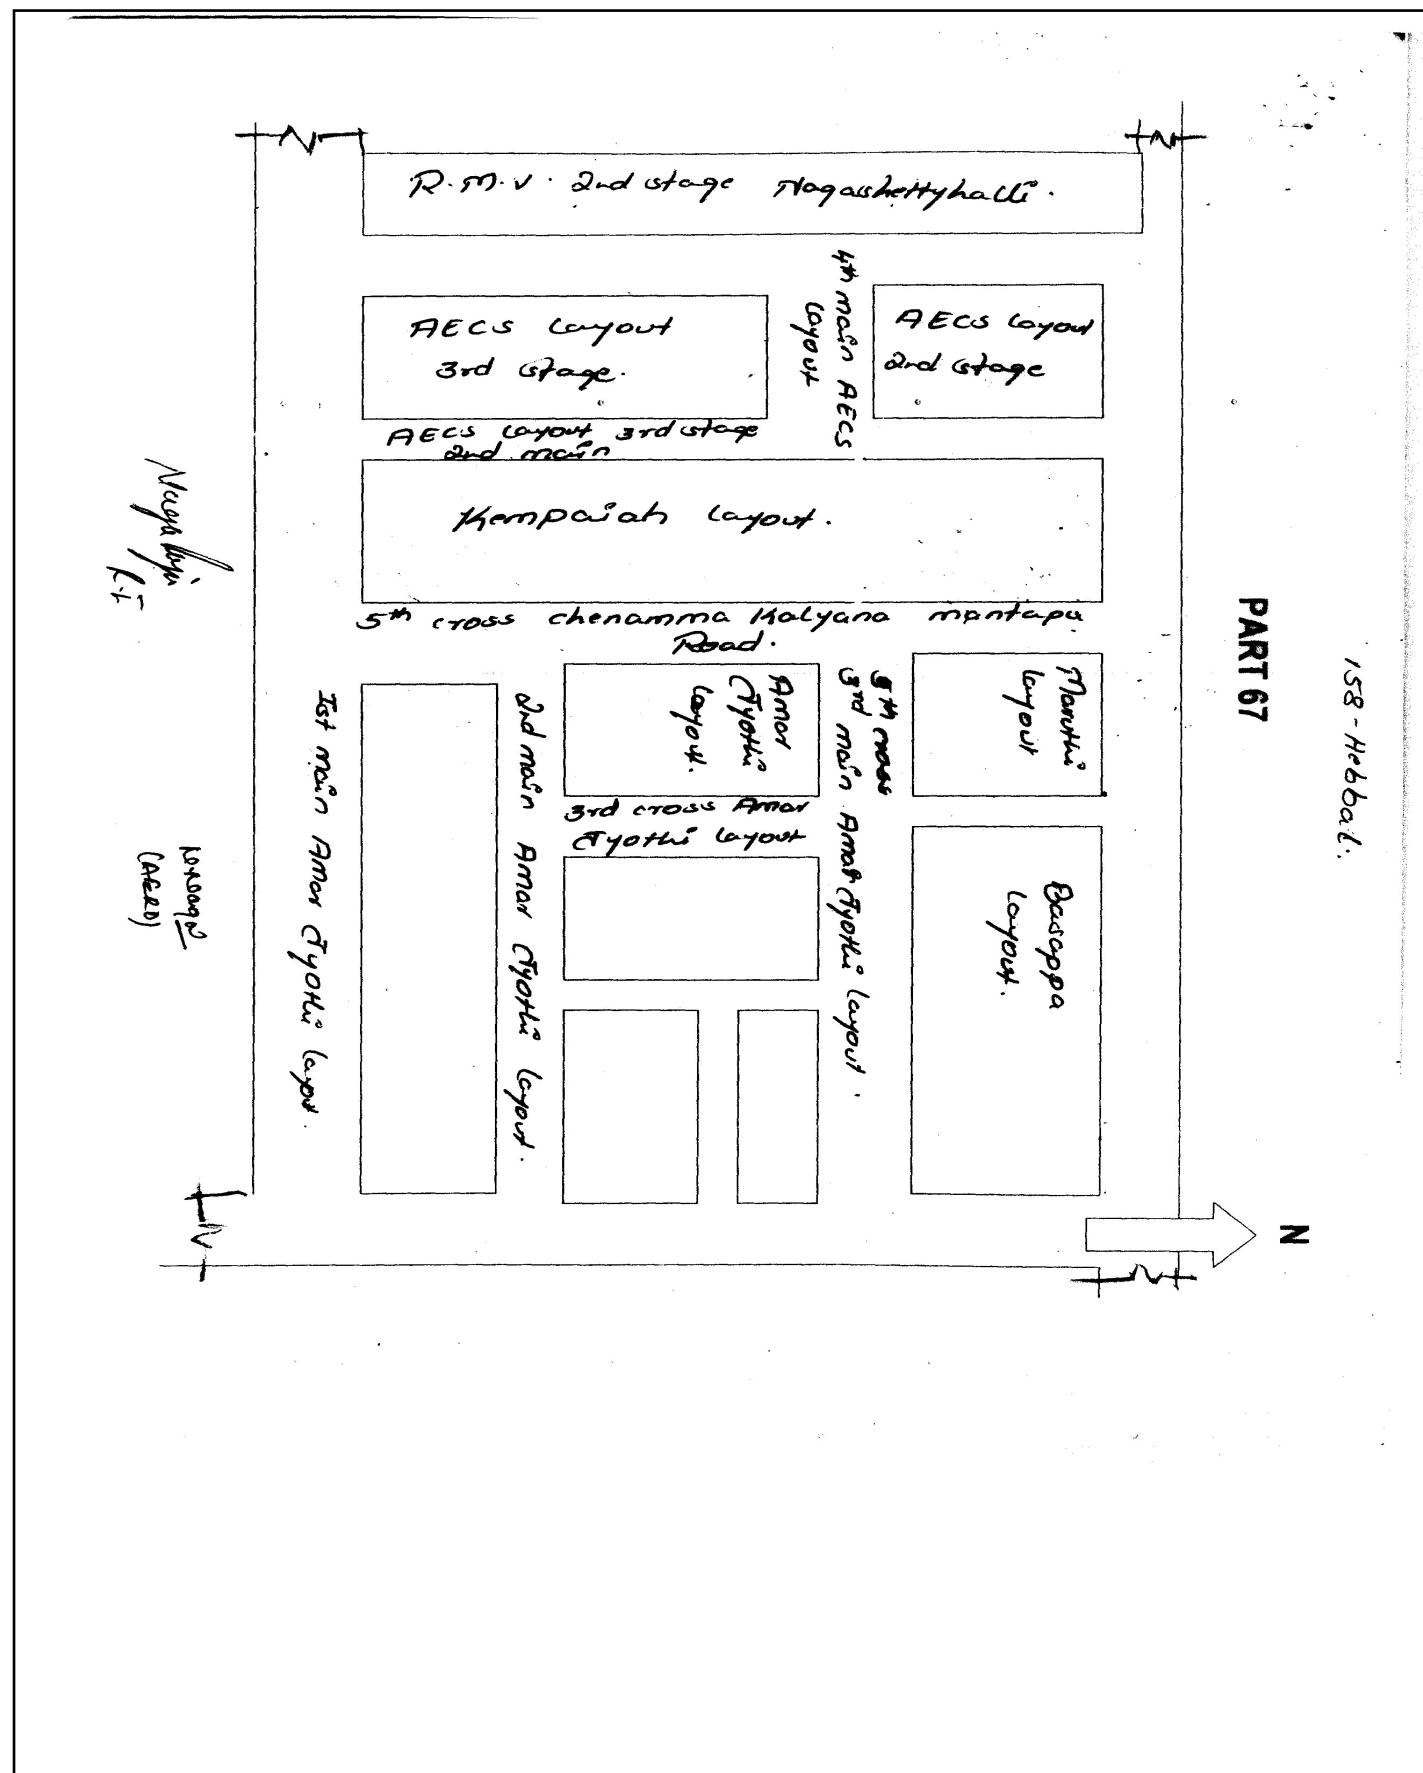 158-Hebbal.
PART 67
R.M.V. 2nd stage Nagashettyhalli.
AECS Layout
3rd stage.
4th main AECS
Layout
AECS Layout
2nd stage
AECS Layout 3rd stage
2nd main
Kempaiah Layout.
5th cross chenamma Kalyana mantapa
Road.
Ist main Amar Jyothi Layout.
2nd main Amar Jyothi Layout.
Amar
Jyothi
Layout.
3rd cross Amar
Jyothi Layout
3rd main Amar Jyothi Layout.
Maruthi
Layout
Basappa
Layout.
N